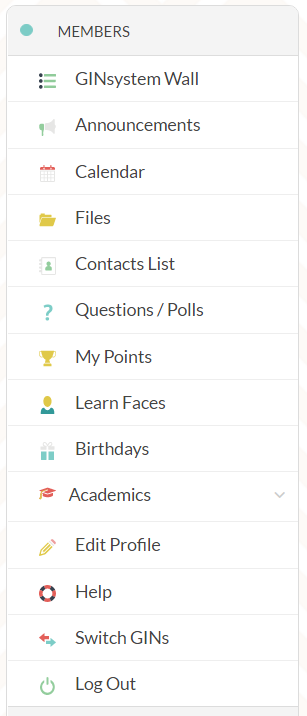 MEMBERS
GINsystem Wall
Announcements
Calendar
Files
Contacts List
Questions / Polls
My Points
Learn Faces
Birthdays
Academics
Edit Profile
Help
Switch GINs
Log Out